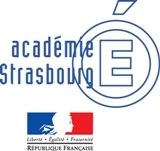 académie
Strasbourg
É
Liberté • Égalité • Fraternité
RÉPUBLIQUE FRANÇAISE